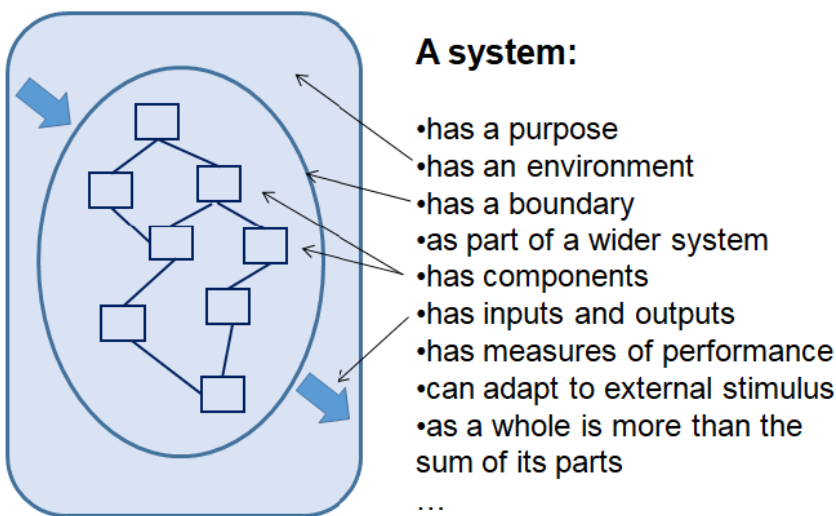 A system:
•has a purpose
•has an environment
•has a boundary
•as part of a wider system
•has components
•has inputs and outputs
•has measures of performance
•can adapt to external stimulus
•as a whole is more than the
sum of its parts
…